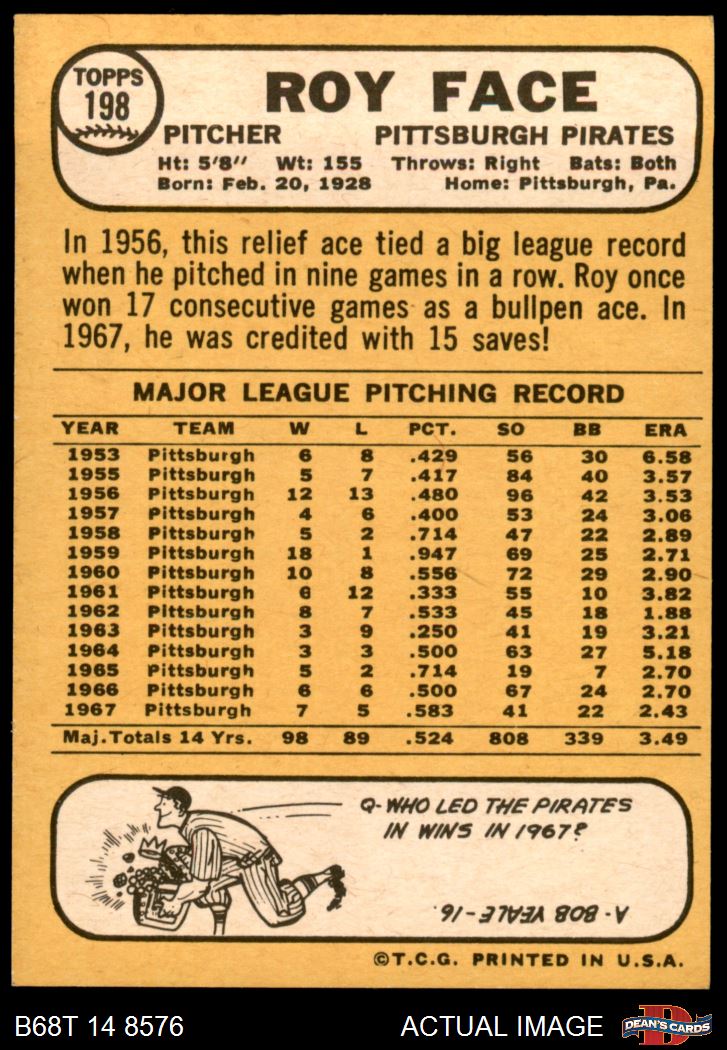 TOPPS
198
ROY FACE
PITCHER PITTSBURGH PIRATES
Ht: 5'8" Wt: 155 Throws: Right Bats: Both
Born: Feb. 20, 1928 Home: Pittsburgh, Pa.
In 1956, this relief ace tied a big league record
when he pitched in nine games in a row. Roy once
won 17 consecutive games as a bullpen ace. In
1967, he was credited with 15 saves!
MAJOR LEAGUE PITCHING RECORD
YEAR TEAM W L PCT. SO BB ERA
1953 Pittsburgh 6 8 .429 56 30 6.58
1955 Pittsburgh 5 7 .417 84 40 3.57
1956 Pittsburgh 12 13 .480 96 42 3.53
1957 Pittsburgh 4 6 .400 53 24 3.06
1958 Pittsburgh 5 2 .714 47 22 2.89
1959 Pittsburgh 18 1 .947 69 25 2.71
1960 Pittsburgh 10 8 .556 72 29 2.90
1961 Pittsburgh 6 12 .333 55 10 3.82
1962 Pittsburgh 8 7 .533 45 18 1.88
1963 Pittsburgh 3 9 .250 41 19 3.21
1964 Pittsburgh 3 3 .500 63 27 5.18
1965 Pittsburgh 5 2 .714 19 7 2.70
1966 Pittsburgh 6 6 .500 67 24 2.70
1967 Pittsburgh 7 5 .583 41 22 2.43
Maj. Totals 14 Yrs. 98 89 .524 808 339 3.49
Q-WHO LED THE PIRATES
IN WINS IN 1967?
A-BOB VEALE-16.
©T.C.G. PRINTED IN U.S.A.
B68T 14 8576 ACTUAL IMAGE
D
DEAN'S CARDS